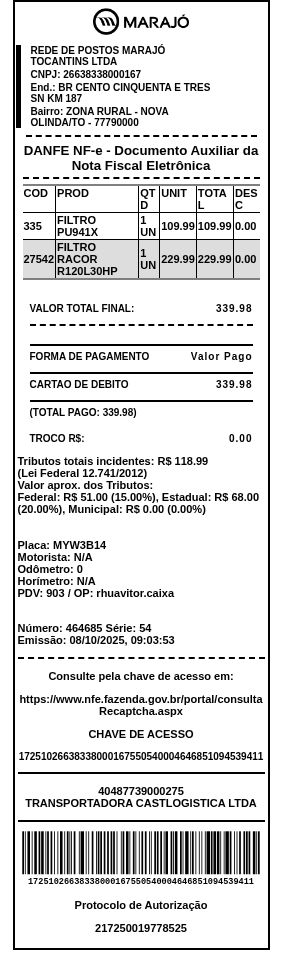 MARAJÓ
REDE DE POSTOS MARAJÓ
TOCANTINS LTDA
CNPJ: 26638338000167
End.: BR CENTO CINQUENTA E TRES
SN KM 187
Bairro: ZONA RURAL - NOVA
OLINDA/TO - 77790000
DANFE NF-e - Documento Auxiliar da
Nota Fiscal Eletrônica
COD PROD QTD UNIT TOTAL DESC
335 FILTRO PU941X 1 UN 109.99 109.99 0.00
27542 FILTRO RACOR R120L30HP 1 UN 229.99 229.99 0.00
VALOR TOTAL FINAL: 339.98
FORMA DE PAGAMENTO Valor Pago
CARTAO DE DEBITO 339.98
(TOTAL PAGO: 339.98)
TROCO R$: 0.00
Tributos totais incidentes: R$ 118.99
(Lei Federal 12.741/2012)
Valor aprox. dos Tributos:
Federal: R$ 51.00 (15.00%), Estadual: R$ 68.00
(20.00%), Municipal: R$ 0.00 (0.00%)
Placa: MYW3B14
Motorista: N/A
Odômetro: 0
Horímetro: N/A
PDV: 903 / OP: rhuavitor.caixa
Número: 464685 Série: 54
Emissão: 08/10/2025, 09:03:53
Consulte pela chave de acesso em:
https://www.nfe.fazenda.gov.br/portal/consulta
Recaptcha.aspx
CHAVE DE ACESSO
17251026638338000167550540004646851094539411
40487739000275
TRANSPORTADORA CASTLOGISTICA LTDA
17251026638338000167550540004646851094539411
Protocolo de Autorização
217250019778525